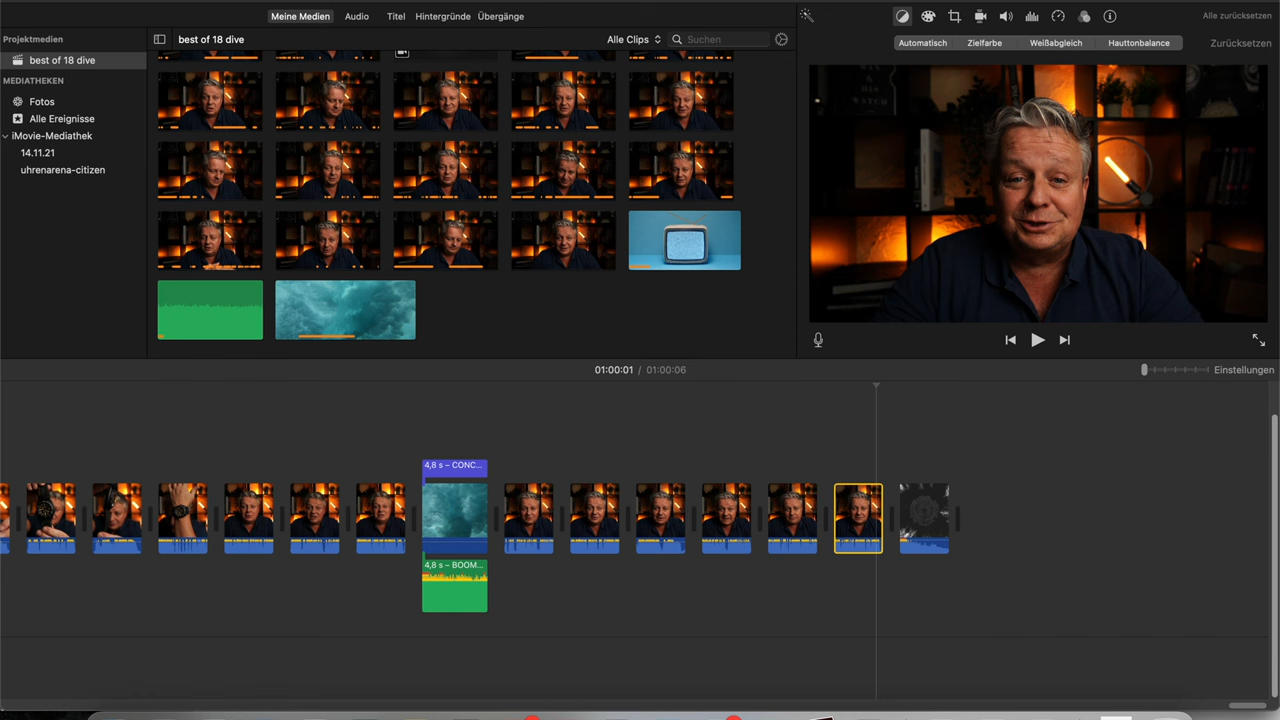 Meine Medien Audio Titel Hintergründe Übergänge
Alle zurücksetzen
Projektmedien
best of 18 dive
Alle Clips
Suchen
Automatisch Zielfarbe Weißabgleich Hauttonbalance
Zurücksetzen
best of 18 dive
MEDIATHEKEN
Fotos
Alle Ereignisse
iMovie-Mediathek
14.11.21
uhrenarena-citizen
HIS
WATCH
01:00:01 / 01:00:06
Einstellungen
4,8 s – CONC...
4,8 s – BOOM...